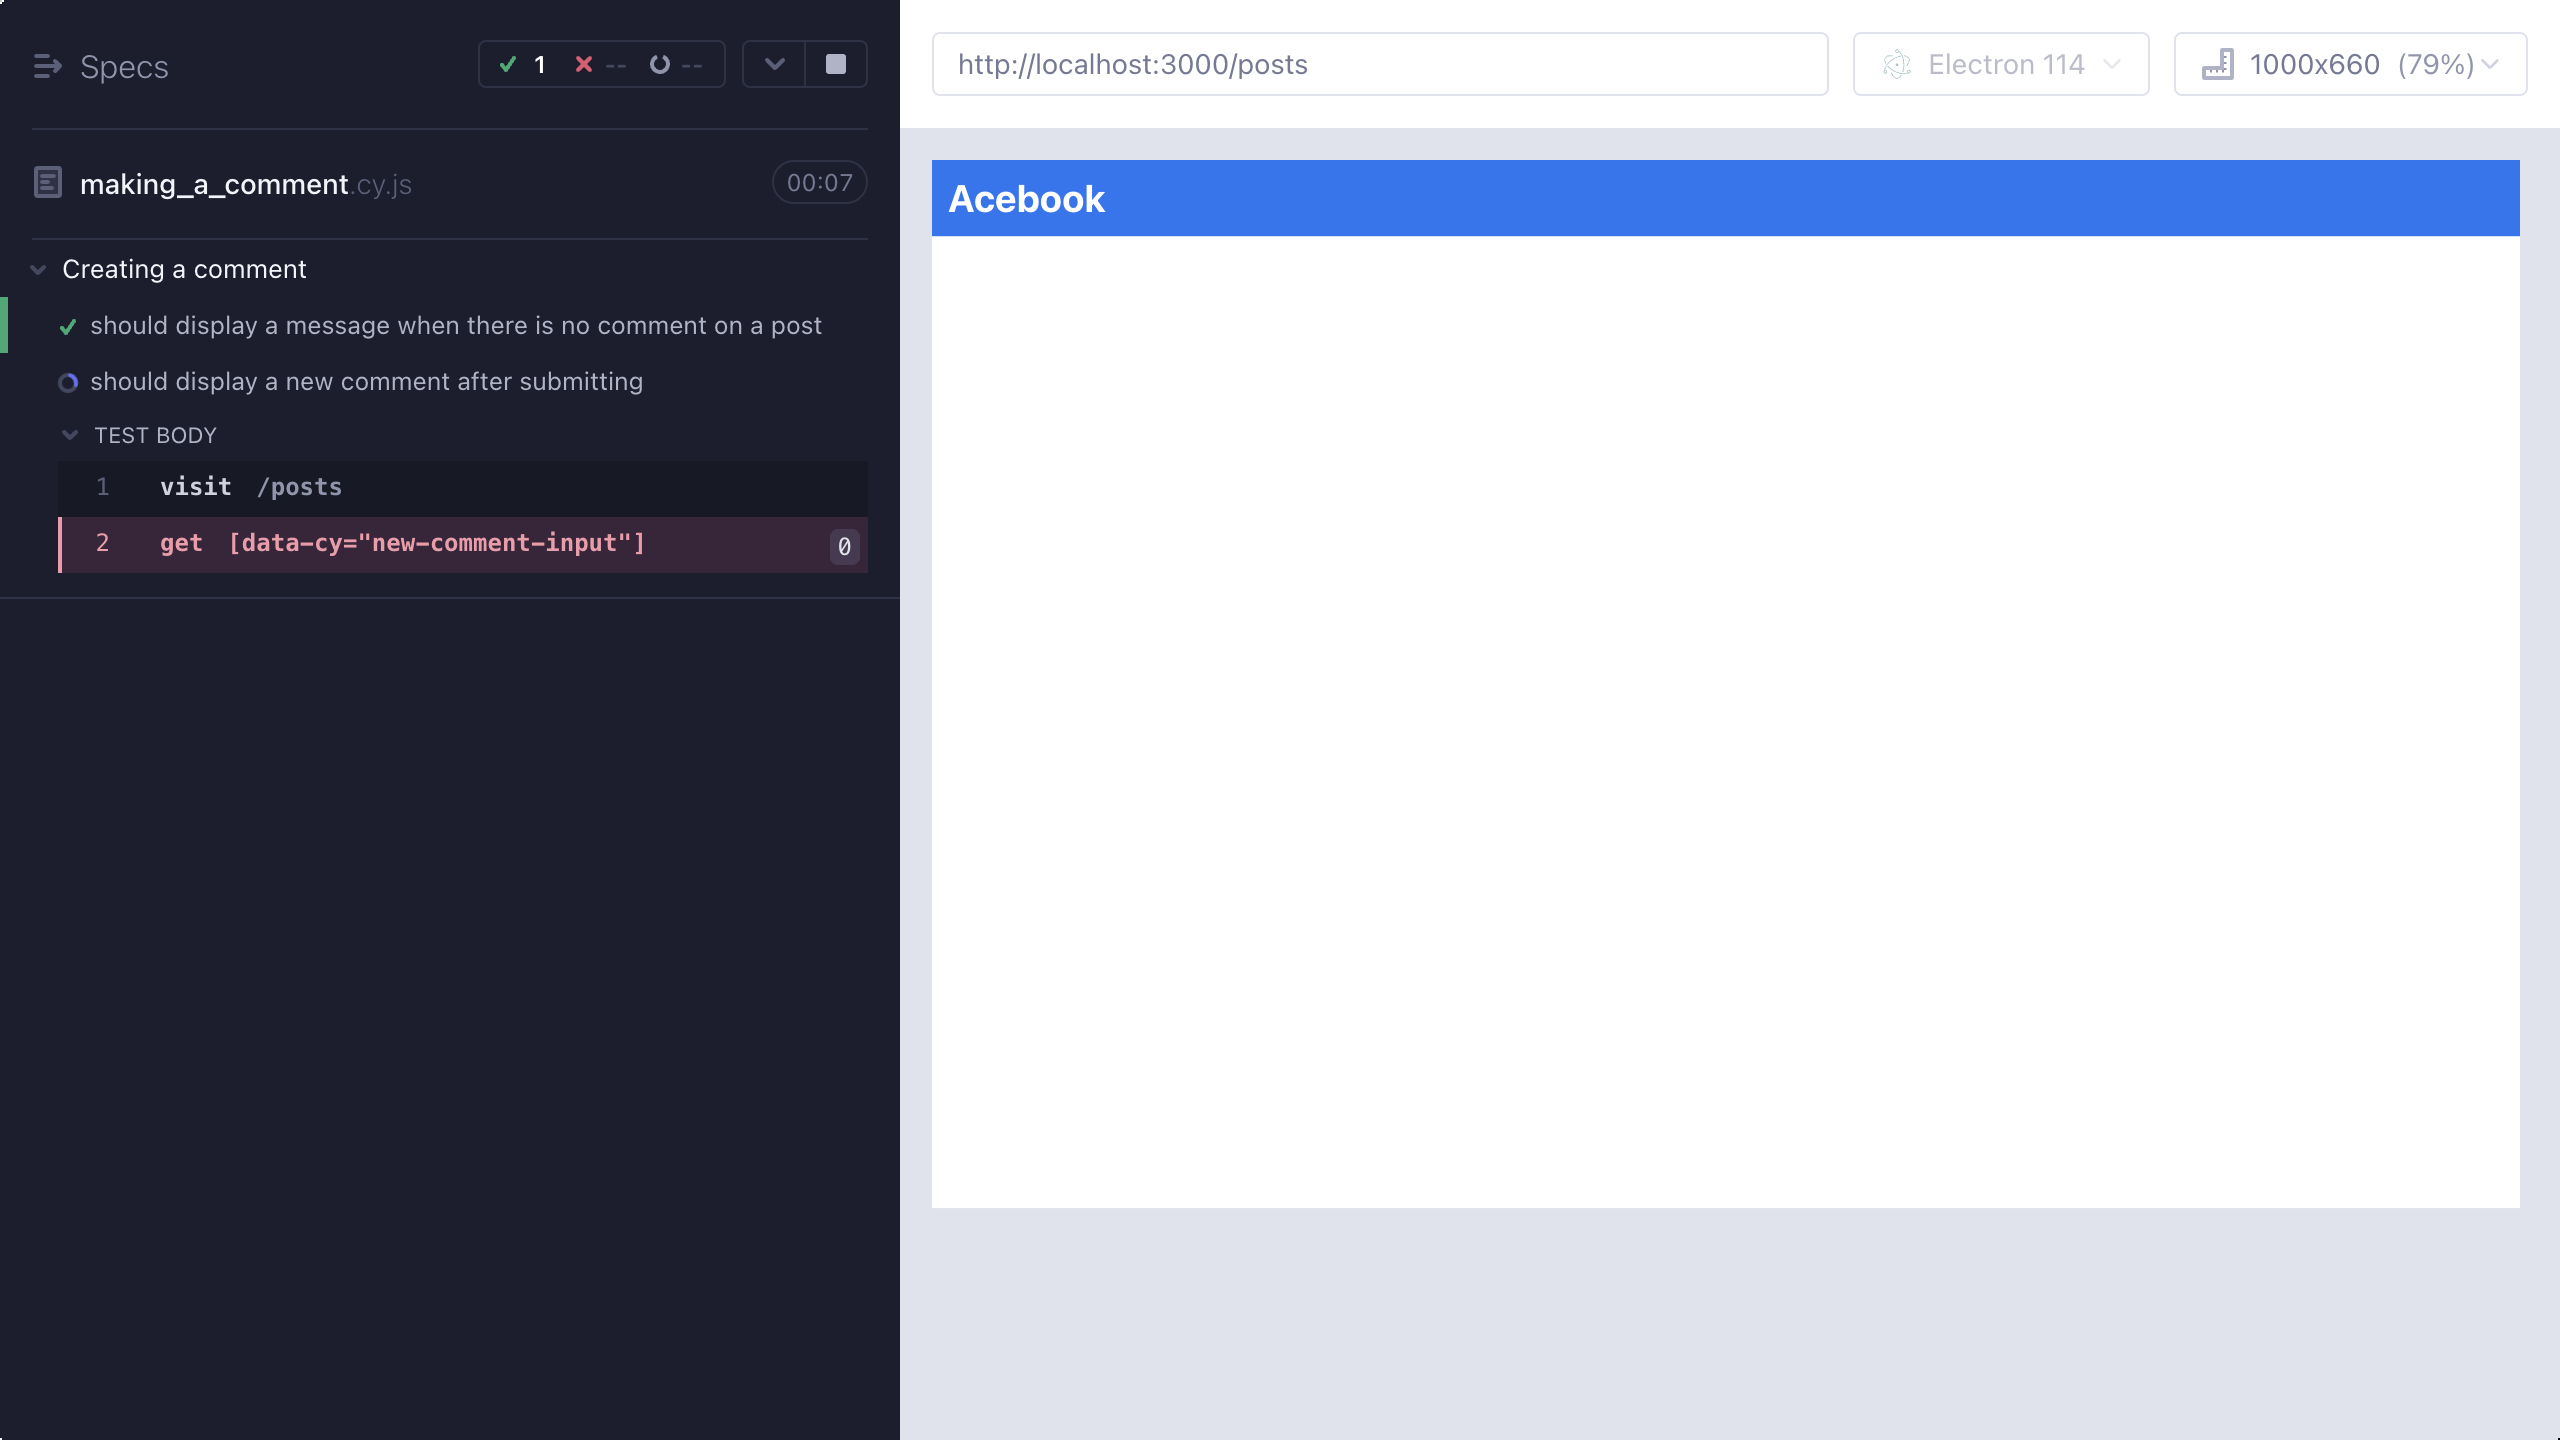 Specs
1 -- --
making_a_comment.cy.js
00:07
Creating a comment
should display a message when there is no comment on a post
should display a new comment after submitting
TEST BODY
1 visit /posts
2 get [data-cy="new-comment-input"] 0
http://localhost:3000/posts
Electron 114
1000x660 (79%)
Acebook